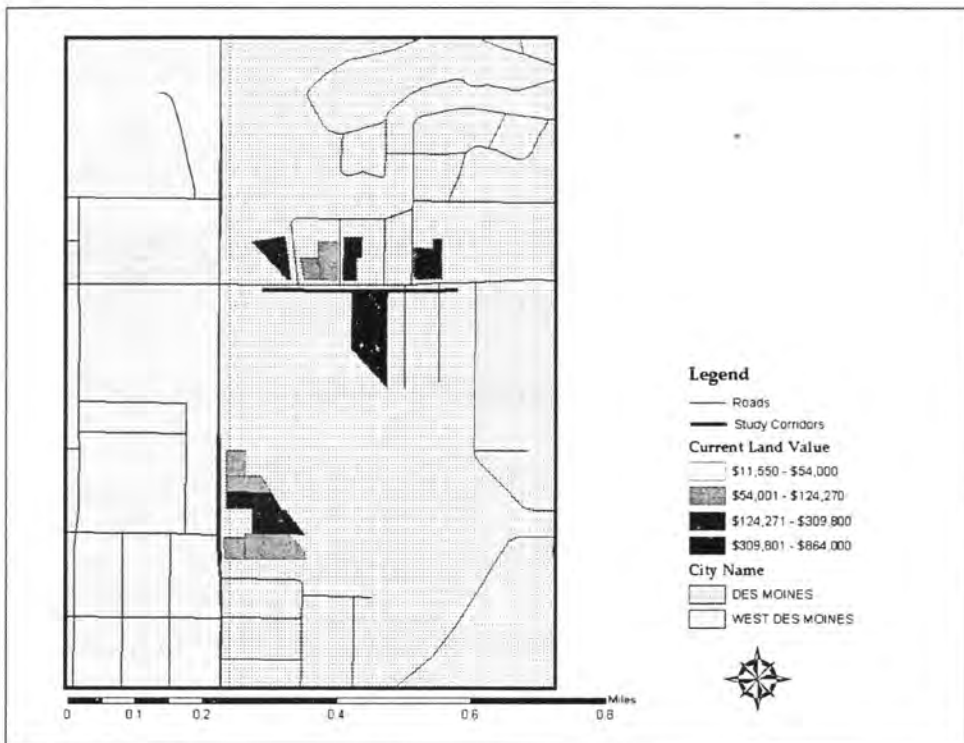 Legend
Roads
Study Corridors
Current Land Value
$11,550 - $54,000
$54,001 - $124,270
$124,271 - $309,800
$309,801 - $864,000
City Name
DES MOINES
WEST DES MOINES
Miles
0 0.1 0.2 0.4 0.6 0.8